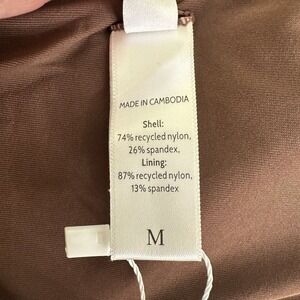 MADE IN CAMBODIA
Shell:
74% recycled nylon,
26% spandex,
Lining:
87% recycled nylon,
13% spandex
M